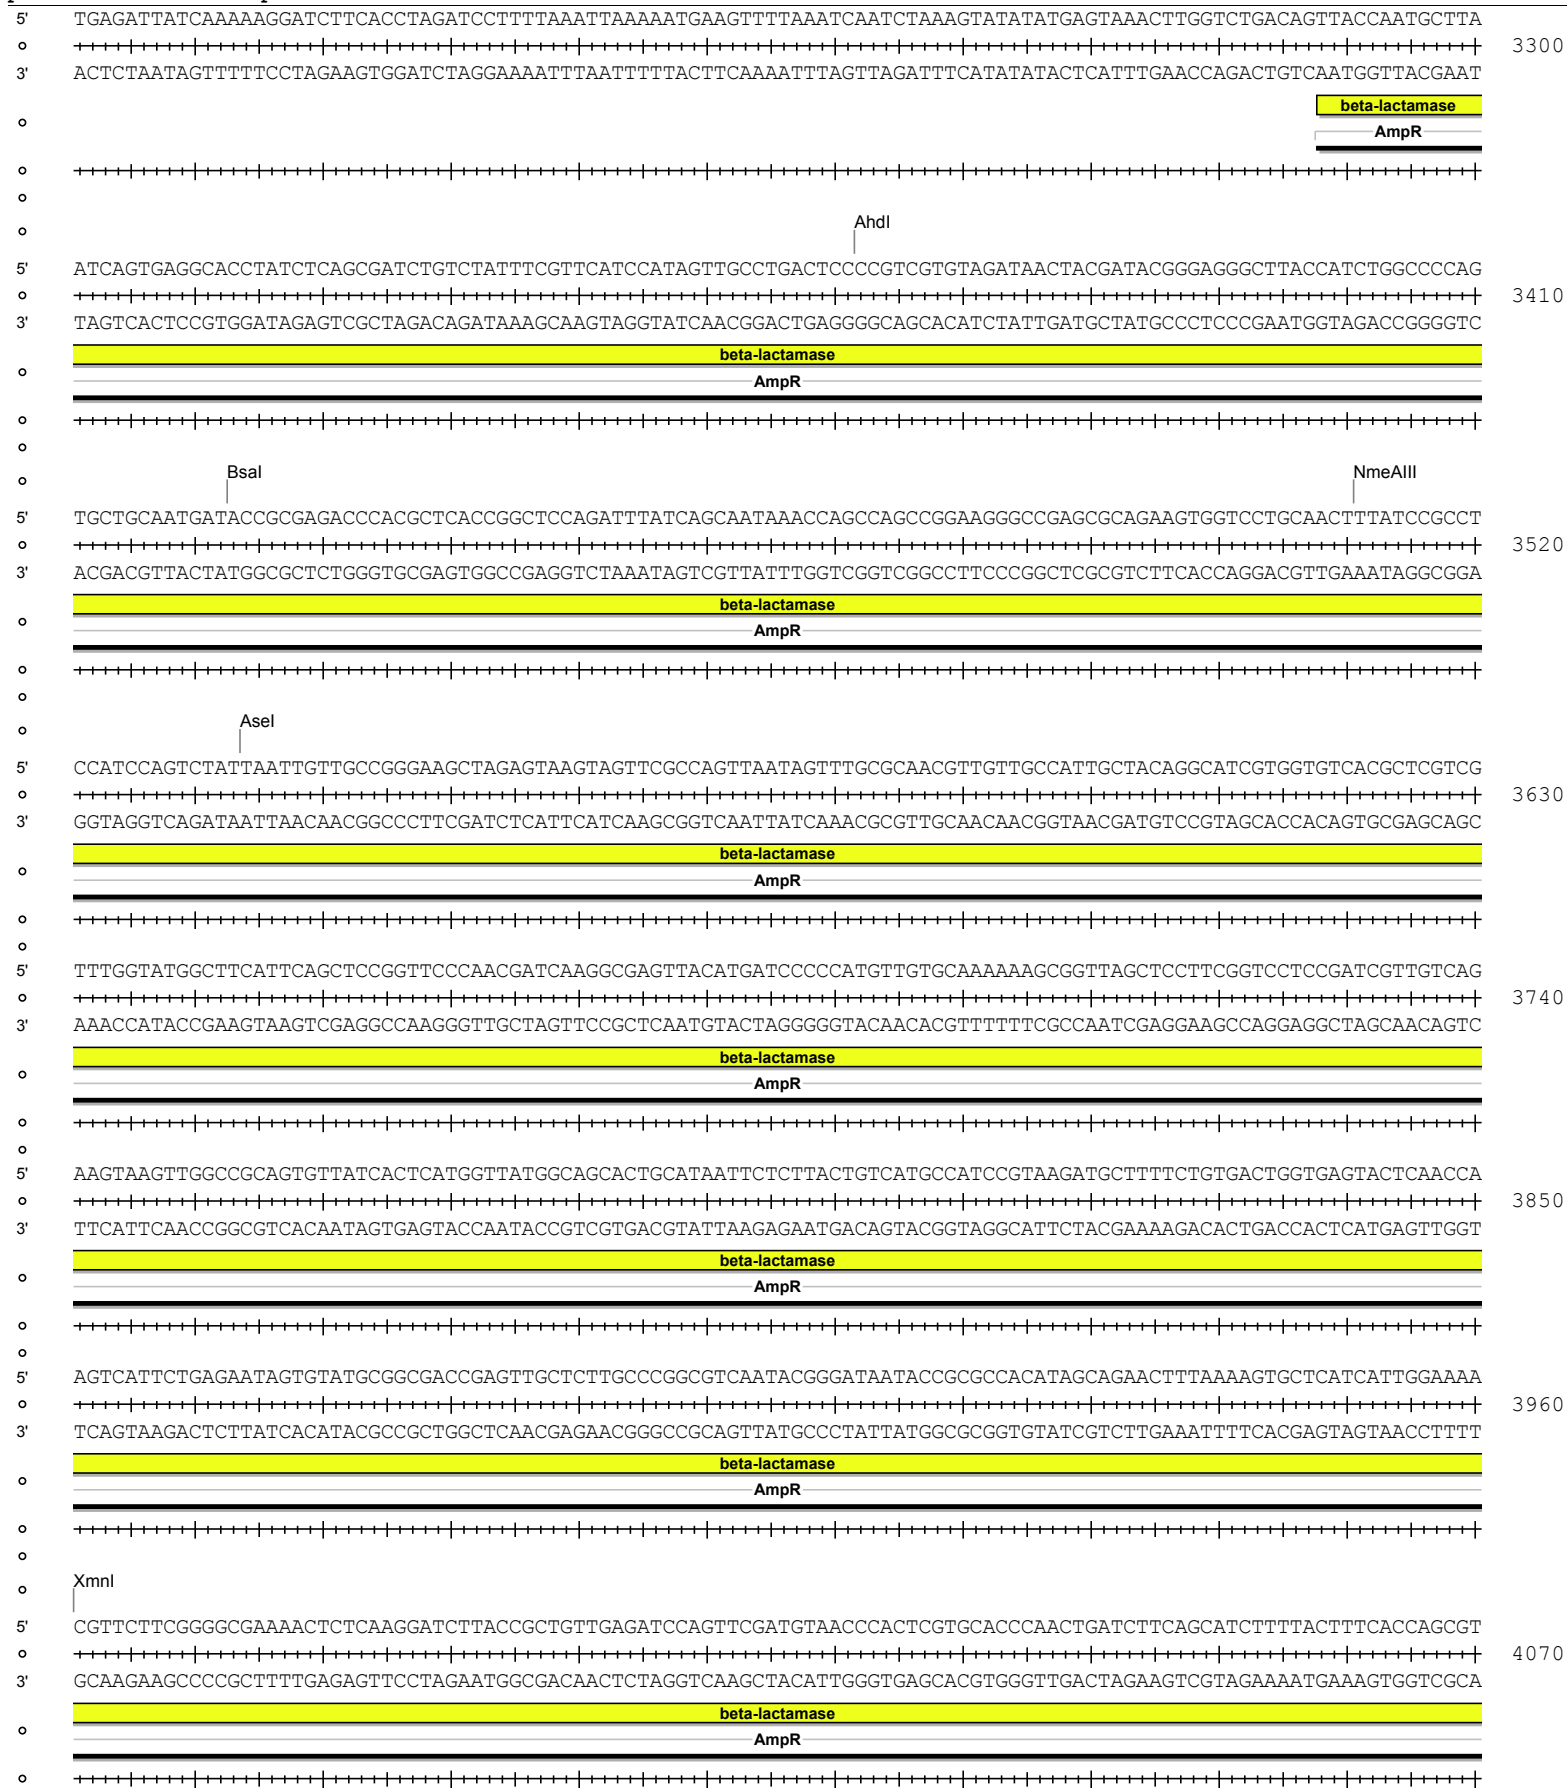 5' TGAGATTATCAAAAAGGATCTTCACCTAGATCCTTTTAAATTAAAAATGAAGTTTTAAATCAATCTAAAGTATATATGAGTAAACTTGGTCTGACAGTTACCAATGCTTA
3300
3' ACTCTAATAGTTTTTCCTAGAAGTGGATCTAGGAAAATTTAATTTTTACTTCAAAATTTAGTTAGATTTCATATATACTCATTTGAACCAGACTGTCAATGGTTACGAAT
beta-lactamase
AmpR
AhdI
5' ATCAGTGAGGCACCTATCTCAGCGATCTGTCTATTTCGTTCATCCATAGTTGCCTGACTCCCCGTCGTGTAGATAACTACGATACGGGAGGGCTTACCATCTGGCCCCAG
3410
3' TAGTCACTCCGTGGATAGAGTCGCTAGACAGATAAAGCAAGTAGGTATCAACGGACTGAGGGGCAGCACATCTATTGATGCTATGCCCTCCCGAATGGTAGACCGGGGTC
beta-lactamase
AmpR
BsaI NmeAIII
5' TGCTGCAATGATACCGCGAGACCCACGCTCACCGGCTCCAGATTTATCAGCAATAAACCAGCCAGCCGGAAGGGCCGAGCGCAGAAGTGGTCCTGCAACTTTATCCGCCT
3520
3' ACGACGTTACTATGGCGCTCTGGGTGCGAGTGGCCGAGGTCTAAATAGTCGTTATTTGGTCGGTCGGCCTTCCCGGCTCGCGTCTTCACCAGGACGTTGAAATAGGCGGA
beta-lactamase
AmpR
AseI
5' CCATCCAGTCTATTAATTGTTGCCGGGAAGCTAGAGTAAGTAGTTCGCCAGTTAATAGTTTGCGCAACGTTGTTGCCATTGCTACAGGCATCGTGGTGTCACGCTCGTCG
3630
3' GGTAGGTCAGATAATTAACAACGGCCCTTCGATCTCATTCATCAAGCGGTCAATTATCAAACGCGTTGCAACAACGGTAACGATGTCCGTAGCACCACAGTGCGAGCAGC
beta-lactamase
AmpR
5' TTTGGTATGGCTTCATTCAGCTCCGGTTCCCAACGATCAAGGCGAGTTACATGATCCCCCATGTTGTGCAAAAAAGCGGTTAGCTCCTTCGGTCCTCCGATCGTTGTCAG
3740
3' AAACCATACCGAAGTAAGTCGAGGCCAAGGGTTGCTAGTTCCGCTCAATGTACTAGGGGGTACAACACGTTTTTTCGCCAATCGAGGAAGCCAGGAGGCTAGCAACAGTC
beta-lactamase
AmpR
5' AAGTAAGTTGGCCGCAGTGTTATCACTCATGGTTATGGCAGCACTGCATAATTCTCTTACTGTCATGCCATCCGTAAGATGCTTTTCTGTGACTGGTGAGTACTCAACCA
3850
3' TTCATTCAACCGGCGTCACAATAGTGAGTACCAATACCGTCGTGACGTATTAAGAGAATGACAGTACGGTAGGCATTCTACGAAAAGACACTGACCACTCATGAGTTGGT
beta-lactamase
AmpR
5' AGTCATTCTGAGAATAGTGTATGCGGCGACCGAGTTGCTCTTGCCCGGCGTCAATACGGGATAATACCGCGCCACATAGCAGAACTTTAAAAGTGCTCATCATTGGAAAA
3960
3' TCAGTAAGACTCTTATCACATACGCCGCTGGCTCAACGAGAACGGGCCGCAGTTATGCCCTATTATGGCGCGGTGTATCGTCTTGAAATTTTCACGAGTAGTAACCTTTT
beta-lactamase
AmpR
XmnI
5' CGTTCTTCGGGGCGAAAACTCTCAAGGATCTTACCGCTGTTGAGATCCAGTTCGATGTAACCCACTCGTGCACCCAACTGATCTTCAGCATCTTTTACTTTCACCAGCGT
4070
3' GCAAGAAGCCCCGCTTTTGAGAGTTCCTAGAATGGCGACAACTCTAGGTCAAGCTACATTGGGTGAGCACGTGGGTTGACTAGAAGTCGTAGAAAATGAAAGTGGTCGCA
beta-lactamase
AmpR